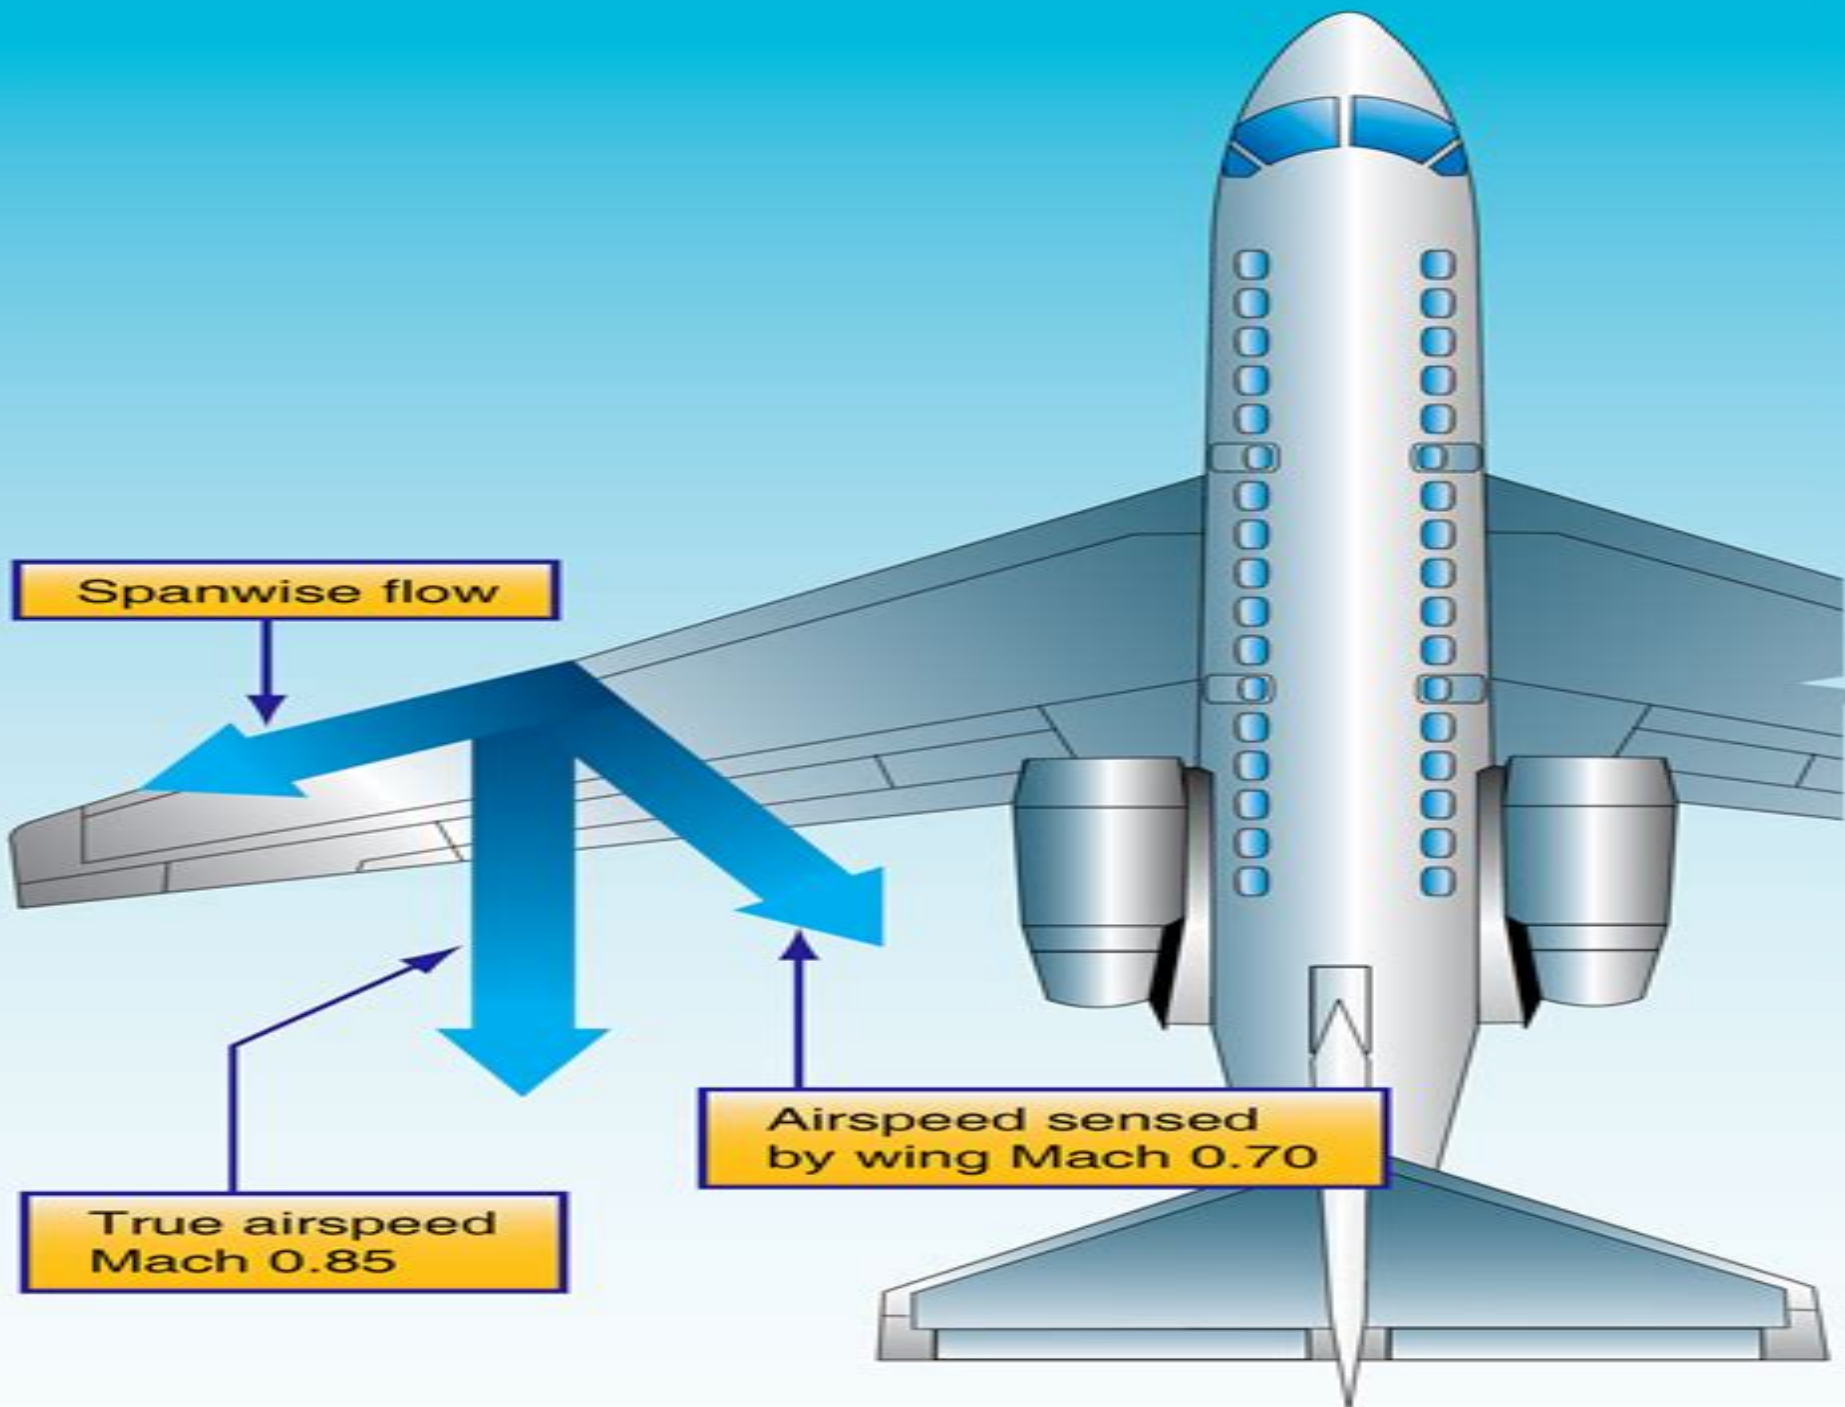 Spanwise flow
Airspeed sensed
by wing Mach 0.70
True airspeed
Mach 0.85